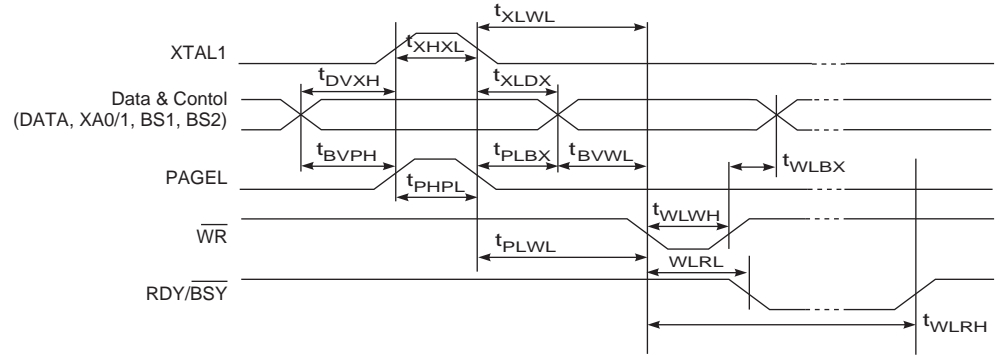 tXLWL
XTAL1
tXHXL
tDVXH
tXLDX
Data & Contol
(DATA, XA0/1, BS1, BS2)
tBVPH
tPLBX
tBVWL
tWLBX
PAGEL
tPHPL
WR
tWLWH
tPLWL
WLRL
RDY/BSY
tWLRH